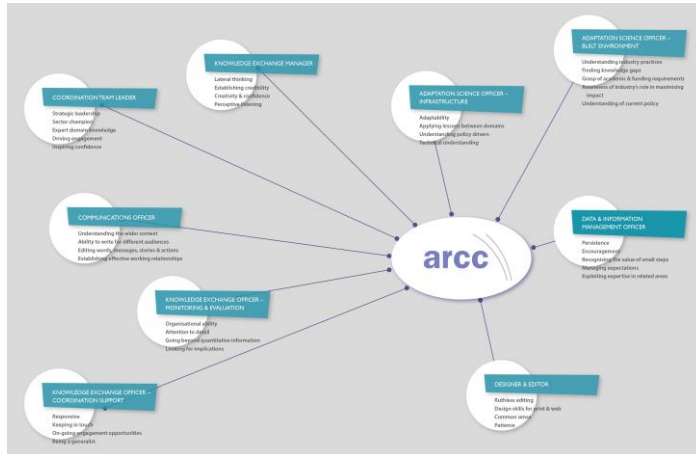 KNOWLEDGE EXCHANGE MANAGER
Lateral thinking
Establishing credibility
Creativity & confidence
Perceptive listening
ADAPTATION SCIENCE OFFICER –
BUILT ENVIRONMENT
Understanding industry practices
Finding knowledge gaps
Grasp of academic & funding requirements
Awareness of industry's role in maximising
impact
Understanding of current policy
COORDINATION TEAM LEADER
Strategic leadership
Sector champion
Expert domain knowledge
Driving engagement
Inspiring confidence
ADAPTATION SCIENCE OFFICER –
INFRASTRUCTURE
Adaptability
Applying lessons between domains
Understanding policy drivers
Technical understanding
COMMUNICATIONS OFFICER
Understanding the wider context
Ability to write for different audiences
Editing words, messages, stories & actions
Establishing effective working relationships
arcc
DATA & INFORMATION
MANAGEMENT OFFICER
Persistence
Encouragement
Recognising the value of small steps
Managing expectations
Exploiting expertise in related areas
KNOWLEDGE EXCHANGE OFFICER –
MONITORING & EVALUATION
Organisational ability
Attention to detail
Going beyond quantitative information
Looking for implications
KNOWLEDGE EXCHANGE OFFICER –
COORDINATION SUPPORT
Responsive
Keeping in touch
On-going engagement opportunities
Being a generalist
DESIGNER & EDITOR
Ruthless editing
Design skills for print & web
Common sense
Patience